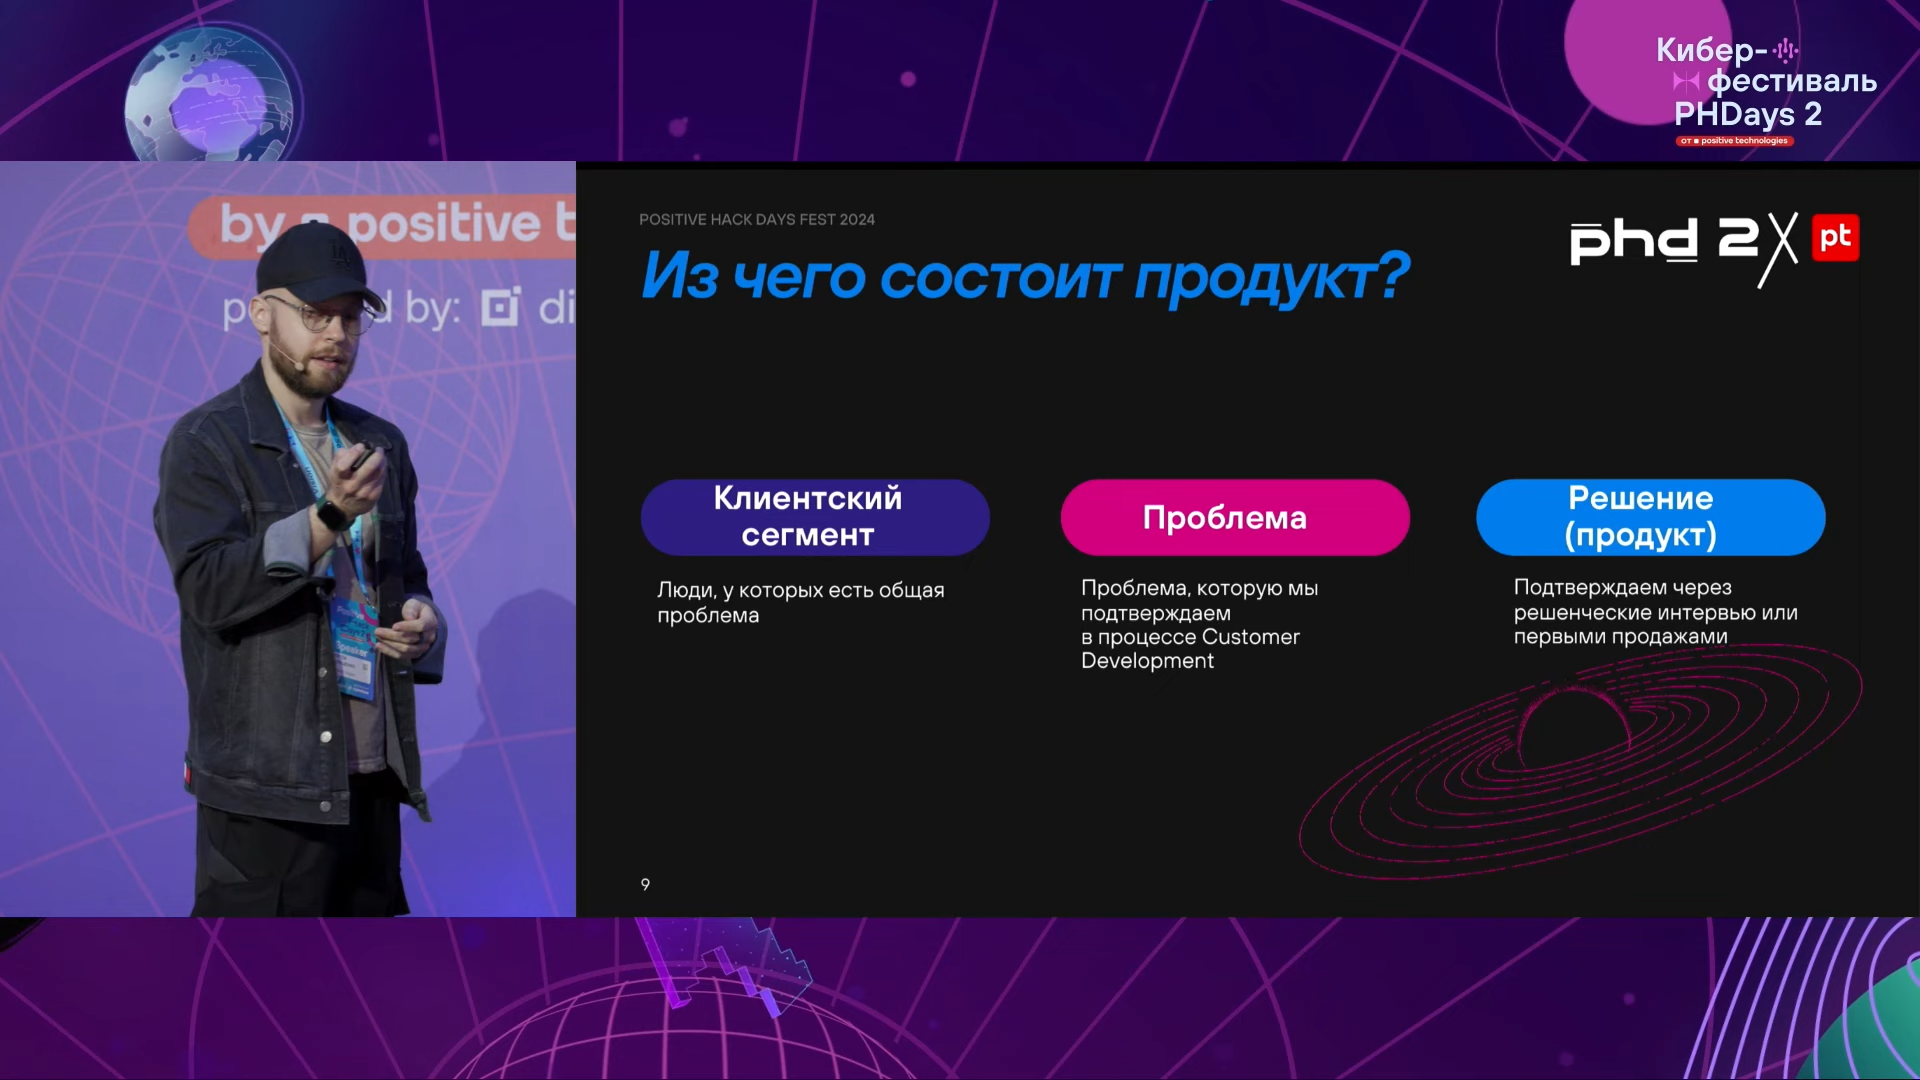 Кибер-
фестиваль
PHDays 2
от positive technologies
by positive t
by: di
Speaker
POSITIVE HACK DAYS FEST 2024
Из чего состоит продукт?
phd 2
pt
Клиентский
сегмент
Люди, у которых есть общая
проблема
Проблема
Проблема, которую мы
подтверждаем
в процессе Customer
Development
Решение
(продукт)
Подтверждаем через
решенческие интервью или
первыми продажами
9